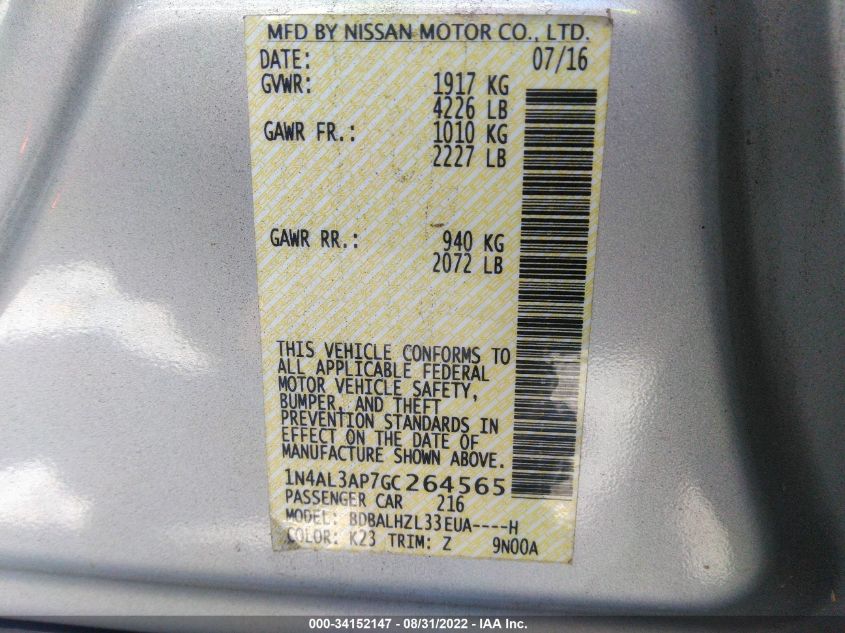 MFD BY NISSAN MOTOR CO., LTD.
DATE: 07/16
GVWR: 1917 KG
4226 LB
GAWR FR.: 1010 KG
2227 LB
GAWR RR.: 940 KG
2072 LB
THIS VEHICLE CONFORMS TO
ALL APPLICABLE FEDERAL
MOTOR VEHICLE SAFETY,
BUMPER, AND THEFT
PREVENTION STANDARDS IN
EFFECT ON THE DATE OF
MANUFACTURE SHOWN ABOVE.
1N4AL3AP7GC264565
PASSENGER CAR 216
MODEL: BDBALHZL33EUA----H
COLOR: K23 TRIM: Z 9N00A
000-34152147 - 08/31/2022 - IAA Inc.